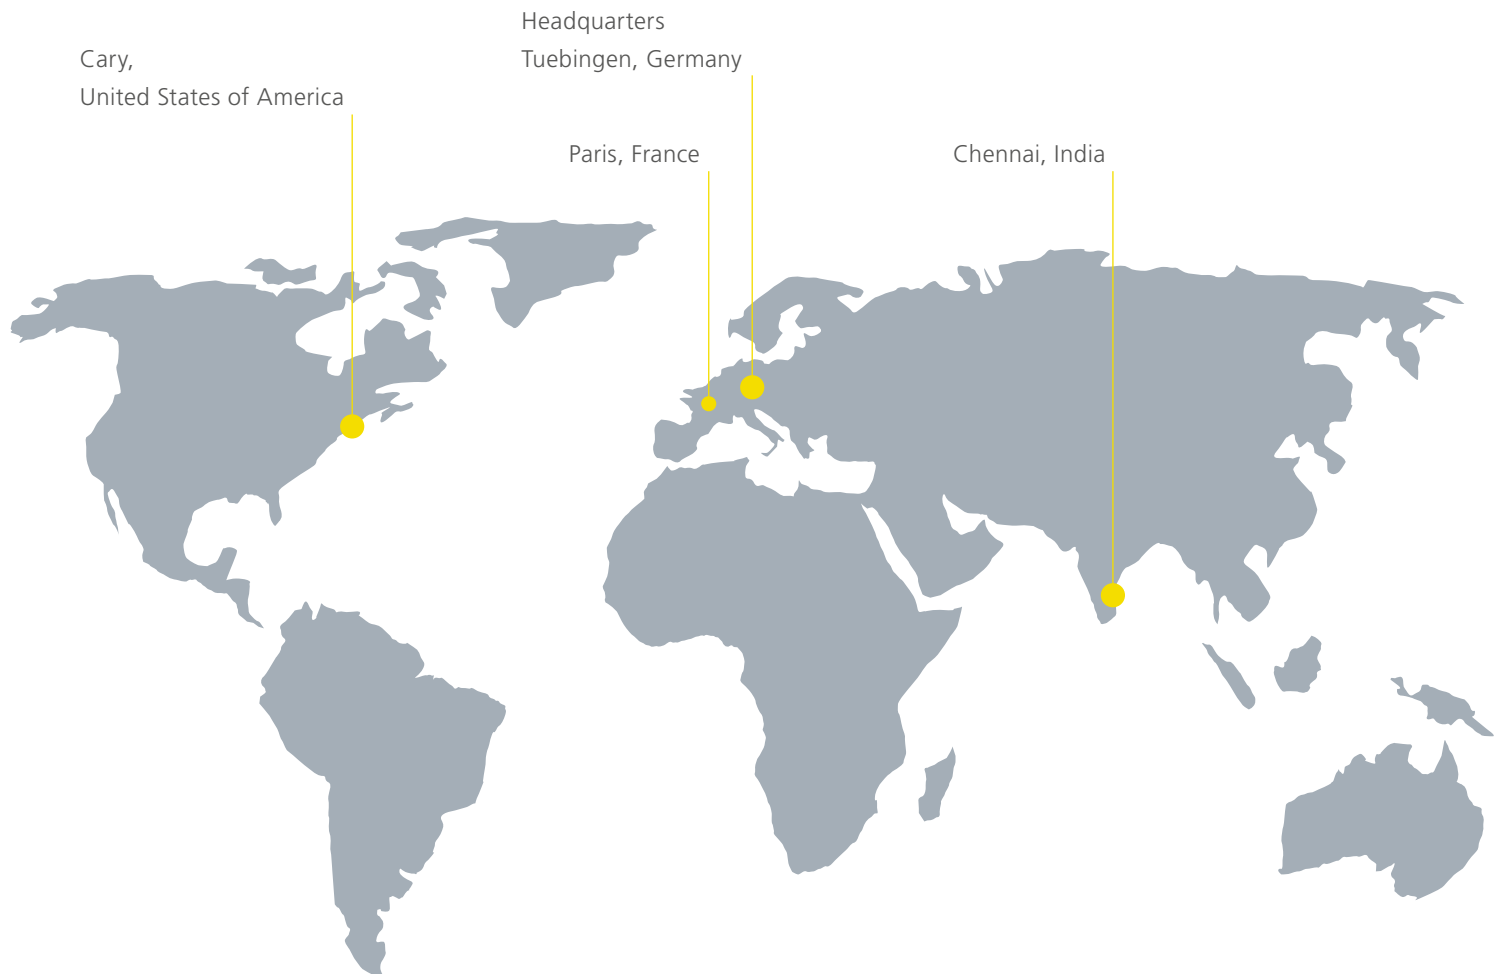 Headquarters
Tuebingen, Germany
Cary,
United States of America
Paris, France
Chennai, India